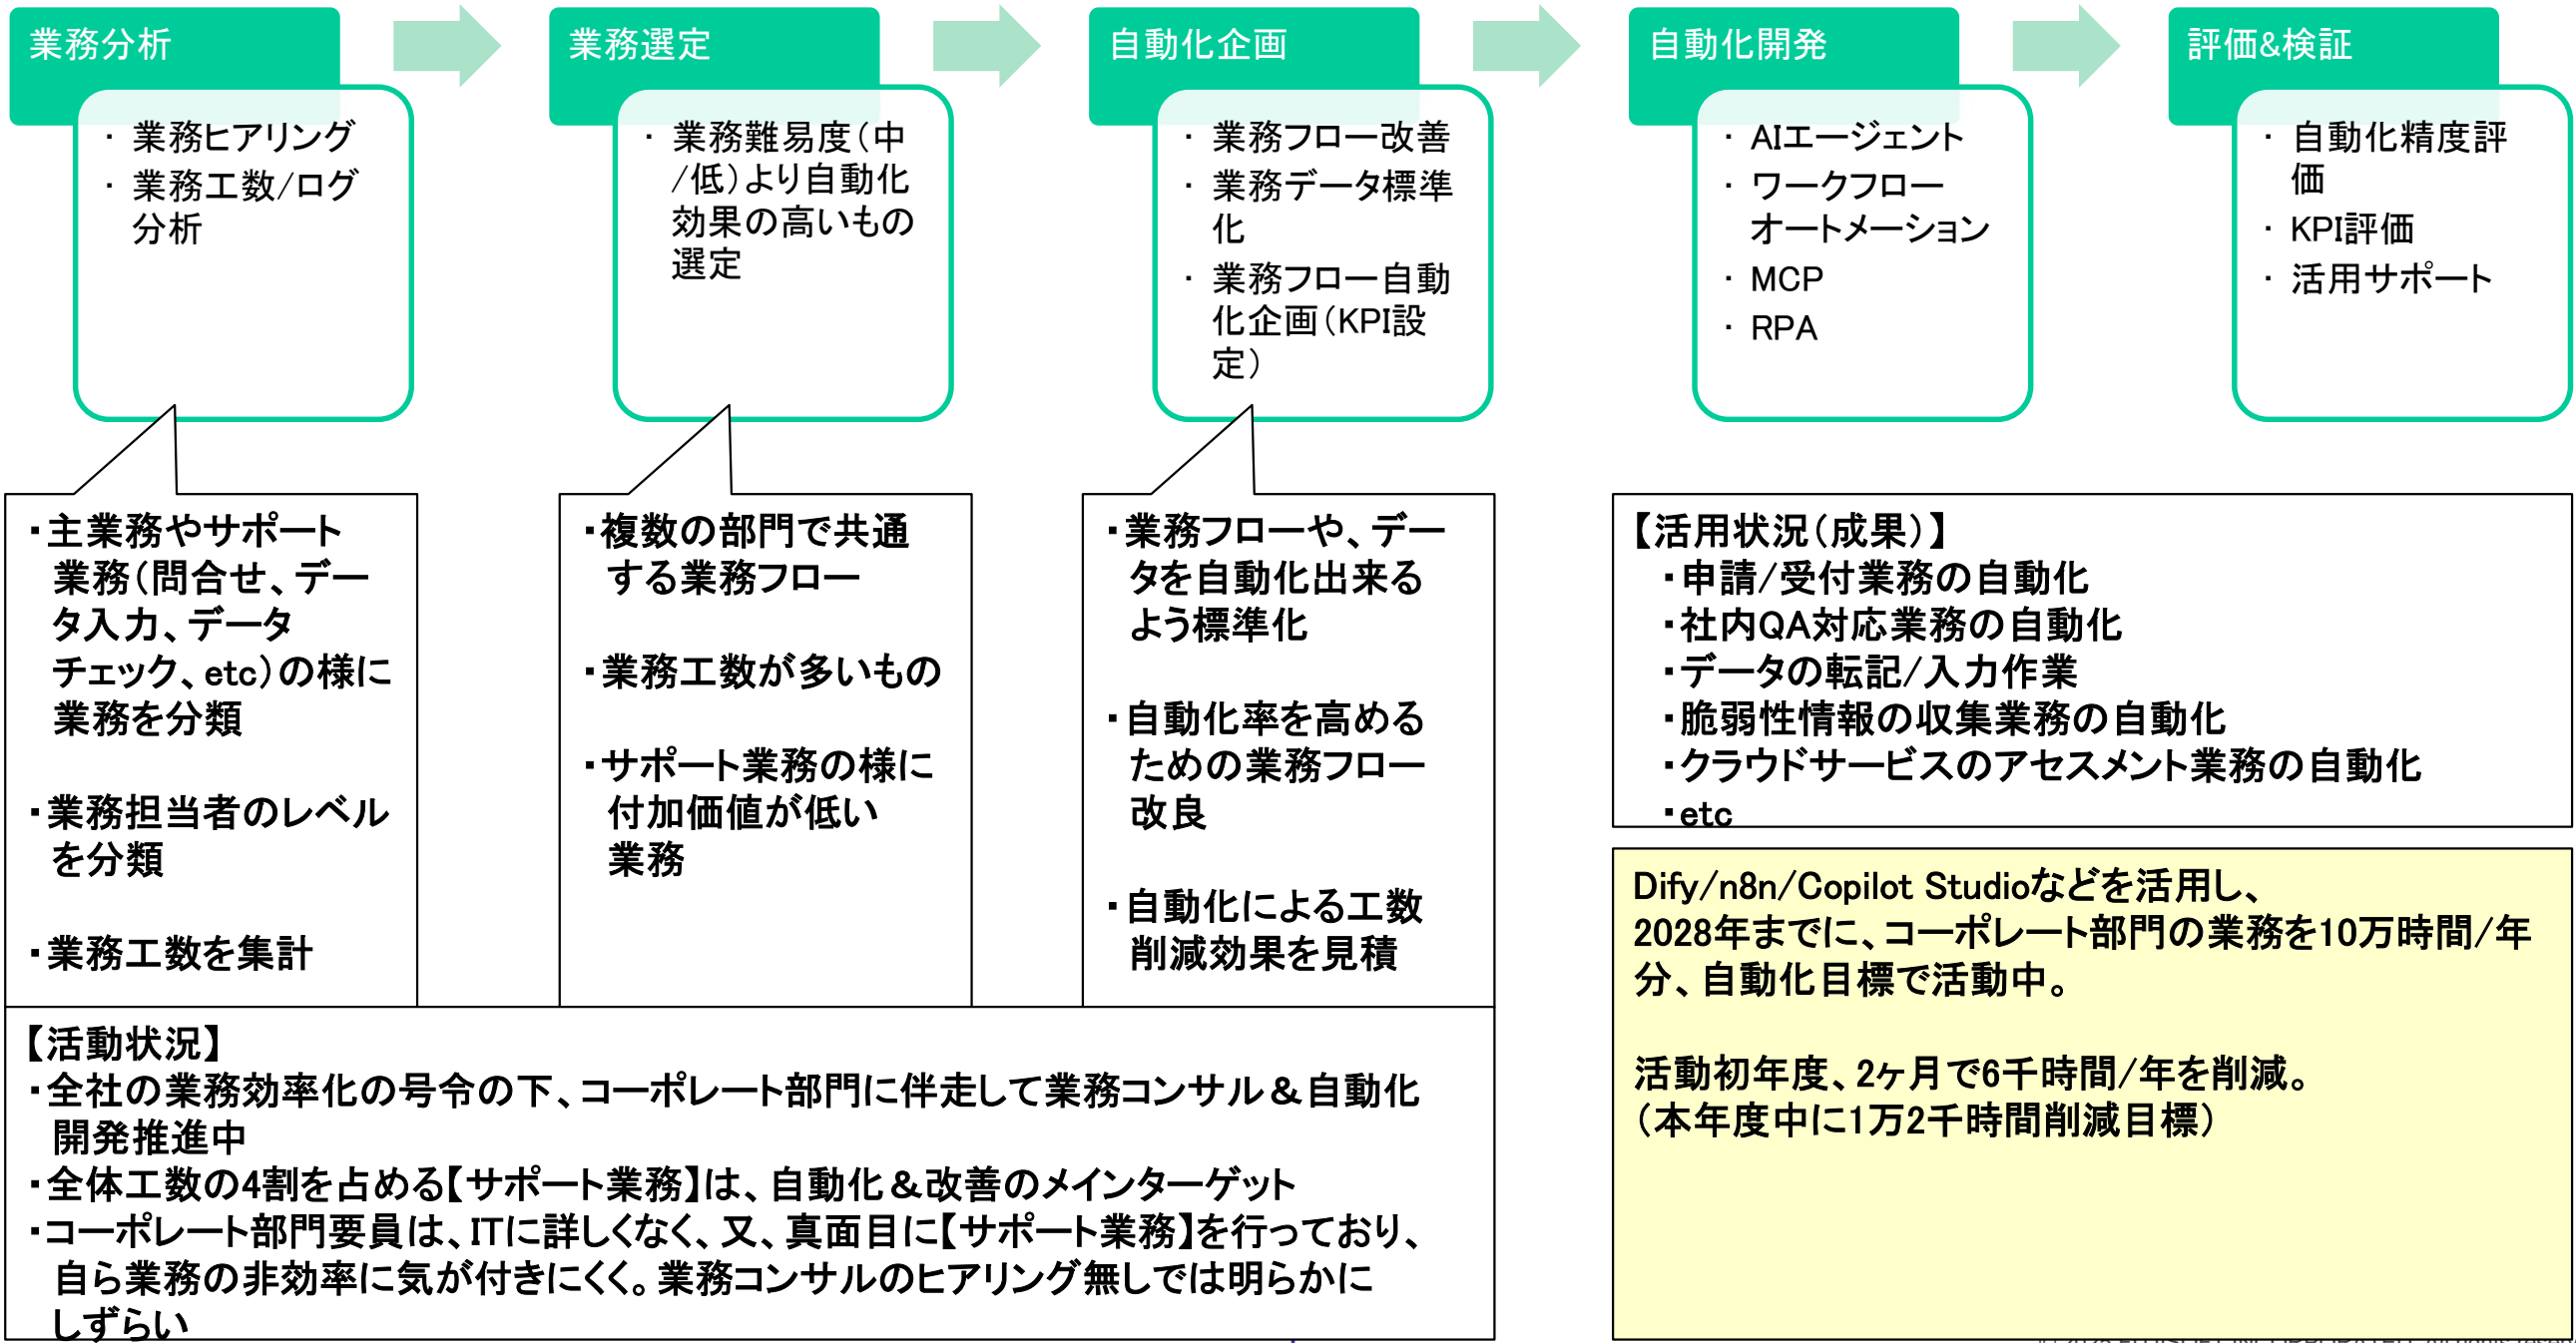 業務分析
・ 業務ヒアリング
・ 業務工数/ログ
分析
業務選定
・ 業務難易度（中
/低）より自動化
効果の高いもの
選定
自動化企画
・ 業務フロー改善
・ 業務データ標準
化
・ 業務フロー自動
化企画（KPI設
定）
自動化開発
・ AIエージェント
・ ワークフロー
オートメーション
・ MCP
・ RPA
評価&検証
・ 自動化精度評
価
・ KPI評価
・ 活用サポート
・主業務やサポート
業務（問合せ、デー
タ入力、データ
チェック、etc）の様に
業務を分類
・業務担当者のレベル
を分類
・業務工数を集計
・複数の部門で共通
する業務フロー
・業務工数が多いもの
・サポート業務の様に
付加価値が低い
業務
・業務フローや、デー
タを自動化出来る
よう標準化
・自動化率を高める
ための業務フロー
改良
・自動化による工数
削減効果を見積
【活動状況】
・全社の業務効率化の号令の下、コーポレート部門に伴走して業務コンサル＆自動化
開発推進中
・全体工数の4割を占める【サポート業務】は、自動化＆改善のメインターゲット
・コーポレート部門要員は、ITに詳しくなく、又、真面目に【サポート業務】を行っており、
自ら業務の非効率に気が付きにくく。業務コンサルのヒアリング無しでは明らかに
しずらい
【活用状況（成果）】
・申請/受付業務の自動化
・社内QA対応業務の自動化
・データの転記/入力作業
・脆弱性情報の収集業務の自動化
・クラウドサービスのアセスメント業務の自動化
・etc
Dify/n8n/Copilot Studioなどを活用し、
2028年までに、コーポレート部門の業務を10万時間/年
分、自動化目標で活動中。
活動初年度、2ヶ月で6千時間/年を削減。
（本年度中に1万2千時間削減目標）